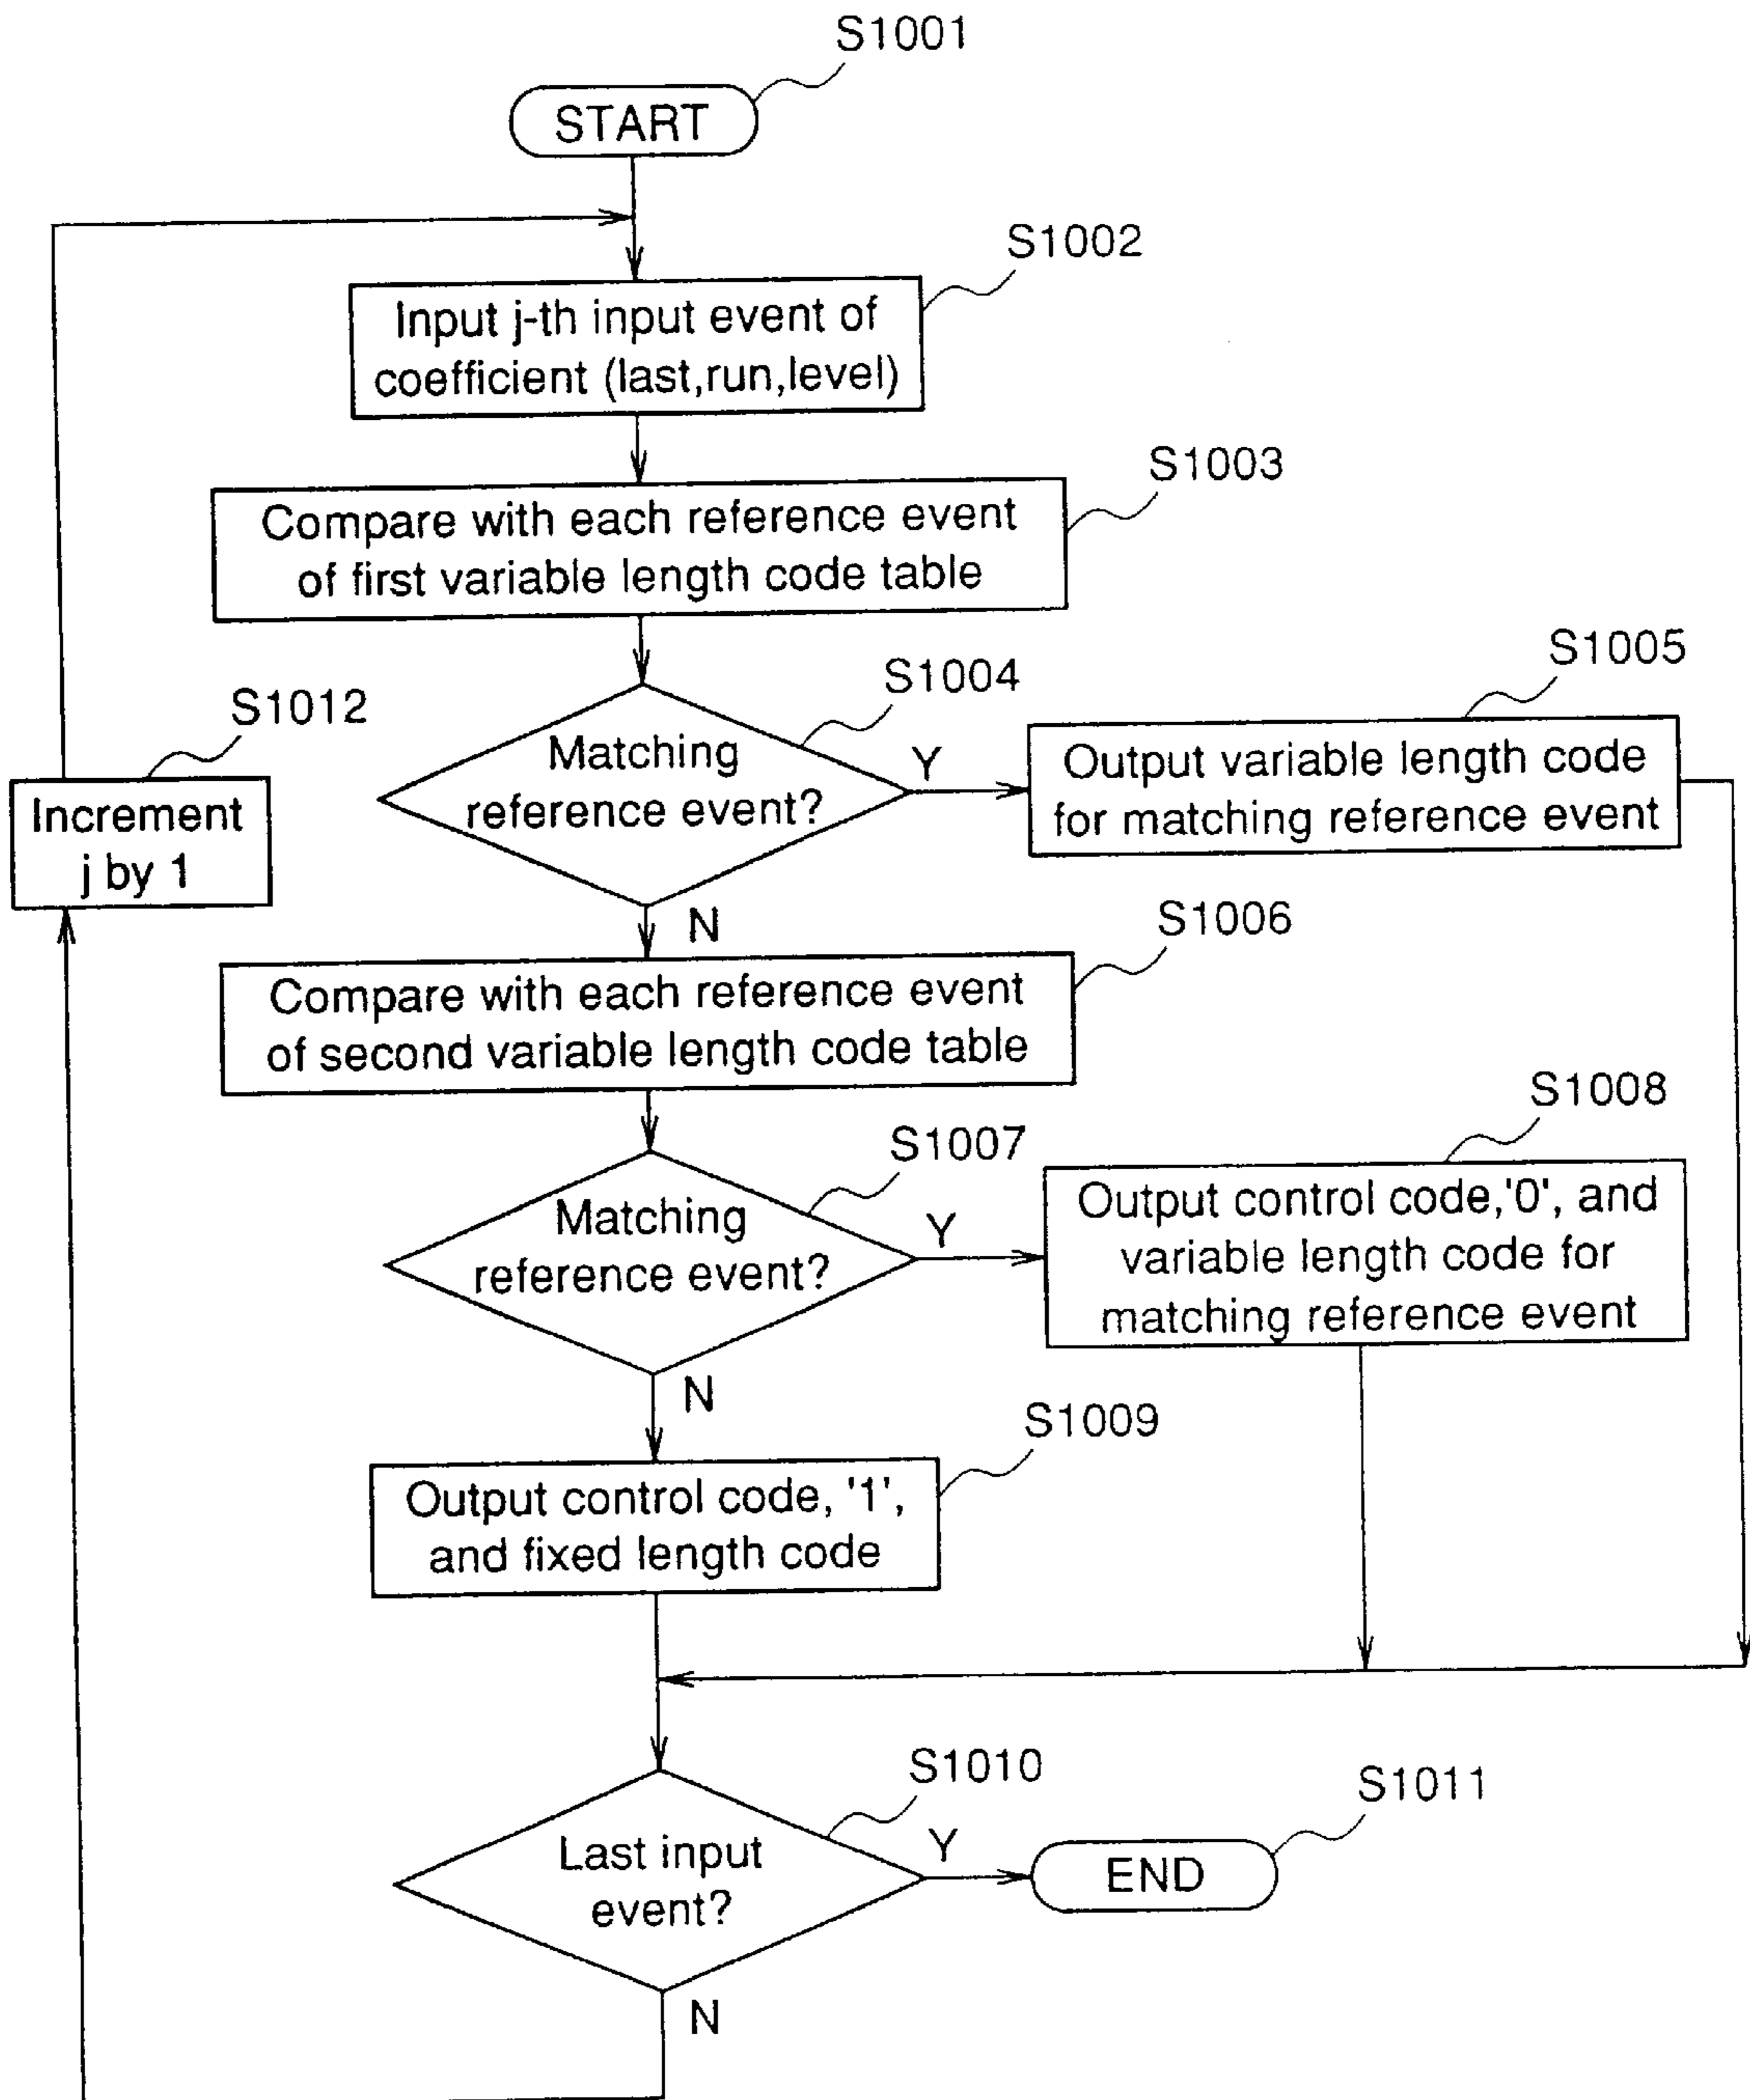 S1001
START
S1002
Input j-th input event of
coefficient (last,run,level)
S1003
Compare with each reference event
of first variable length code table
S1004
Matching
reference event?
Y
S1005
Output variable length code
for matching reference event
S1012
Increment
j by 1
N
S1006
Compare with each reference event
of second variable length code table
S1007
Matching
reference event?
Y
S1008
Output control code,'0', and
variable length code for
matching reference event
N
S1009
Output control code, '1',
and fixed length code
S1010
Last input
event?
Y
S1011
END
N